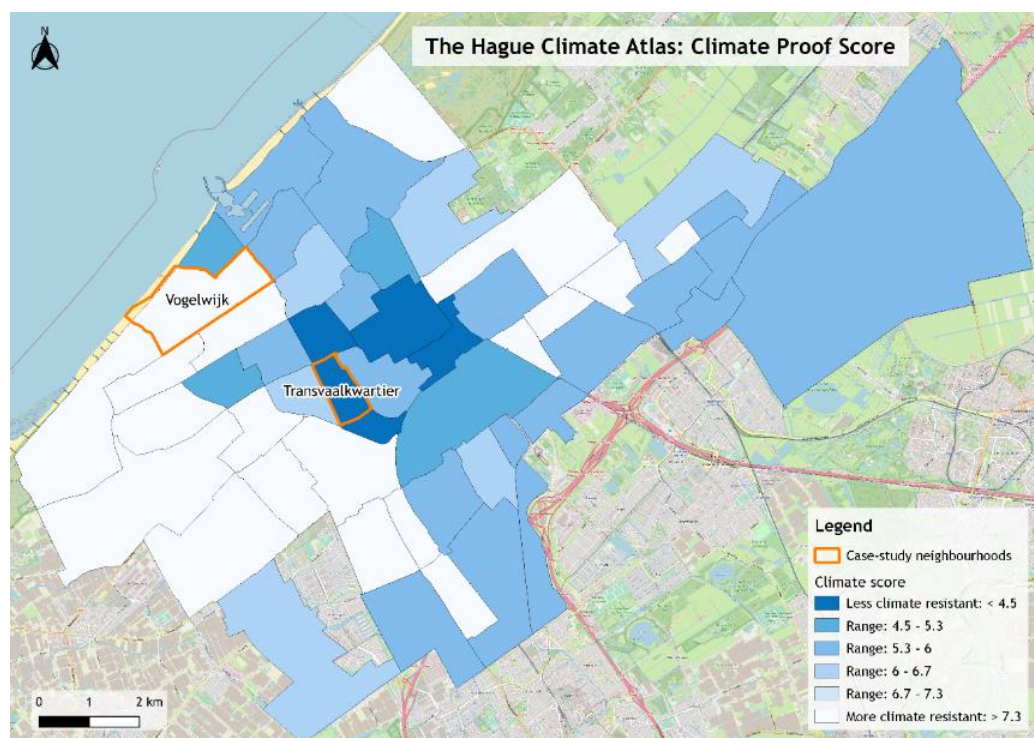 N
The Hague Climate Atlas: Climate Proof Score
Vogelwijk
Transvaalkwartier
Legend
Case-study neighbourhoods
Climate score
Less climate resistant: < 4.5
Range: 4.5 - 5.3
Range: 5.3 - 6
Range: 6 - 6.7
Range: 6.7 - 7.3
More climate resistant: > 7.3
0 1 2 km